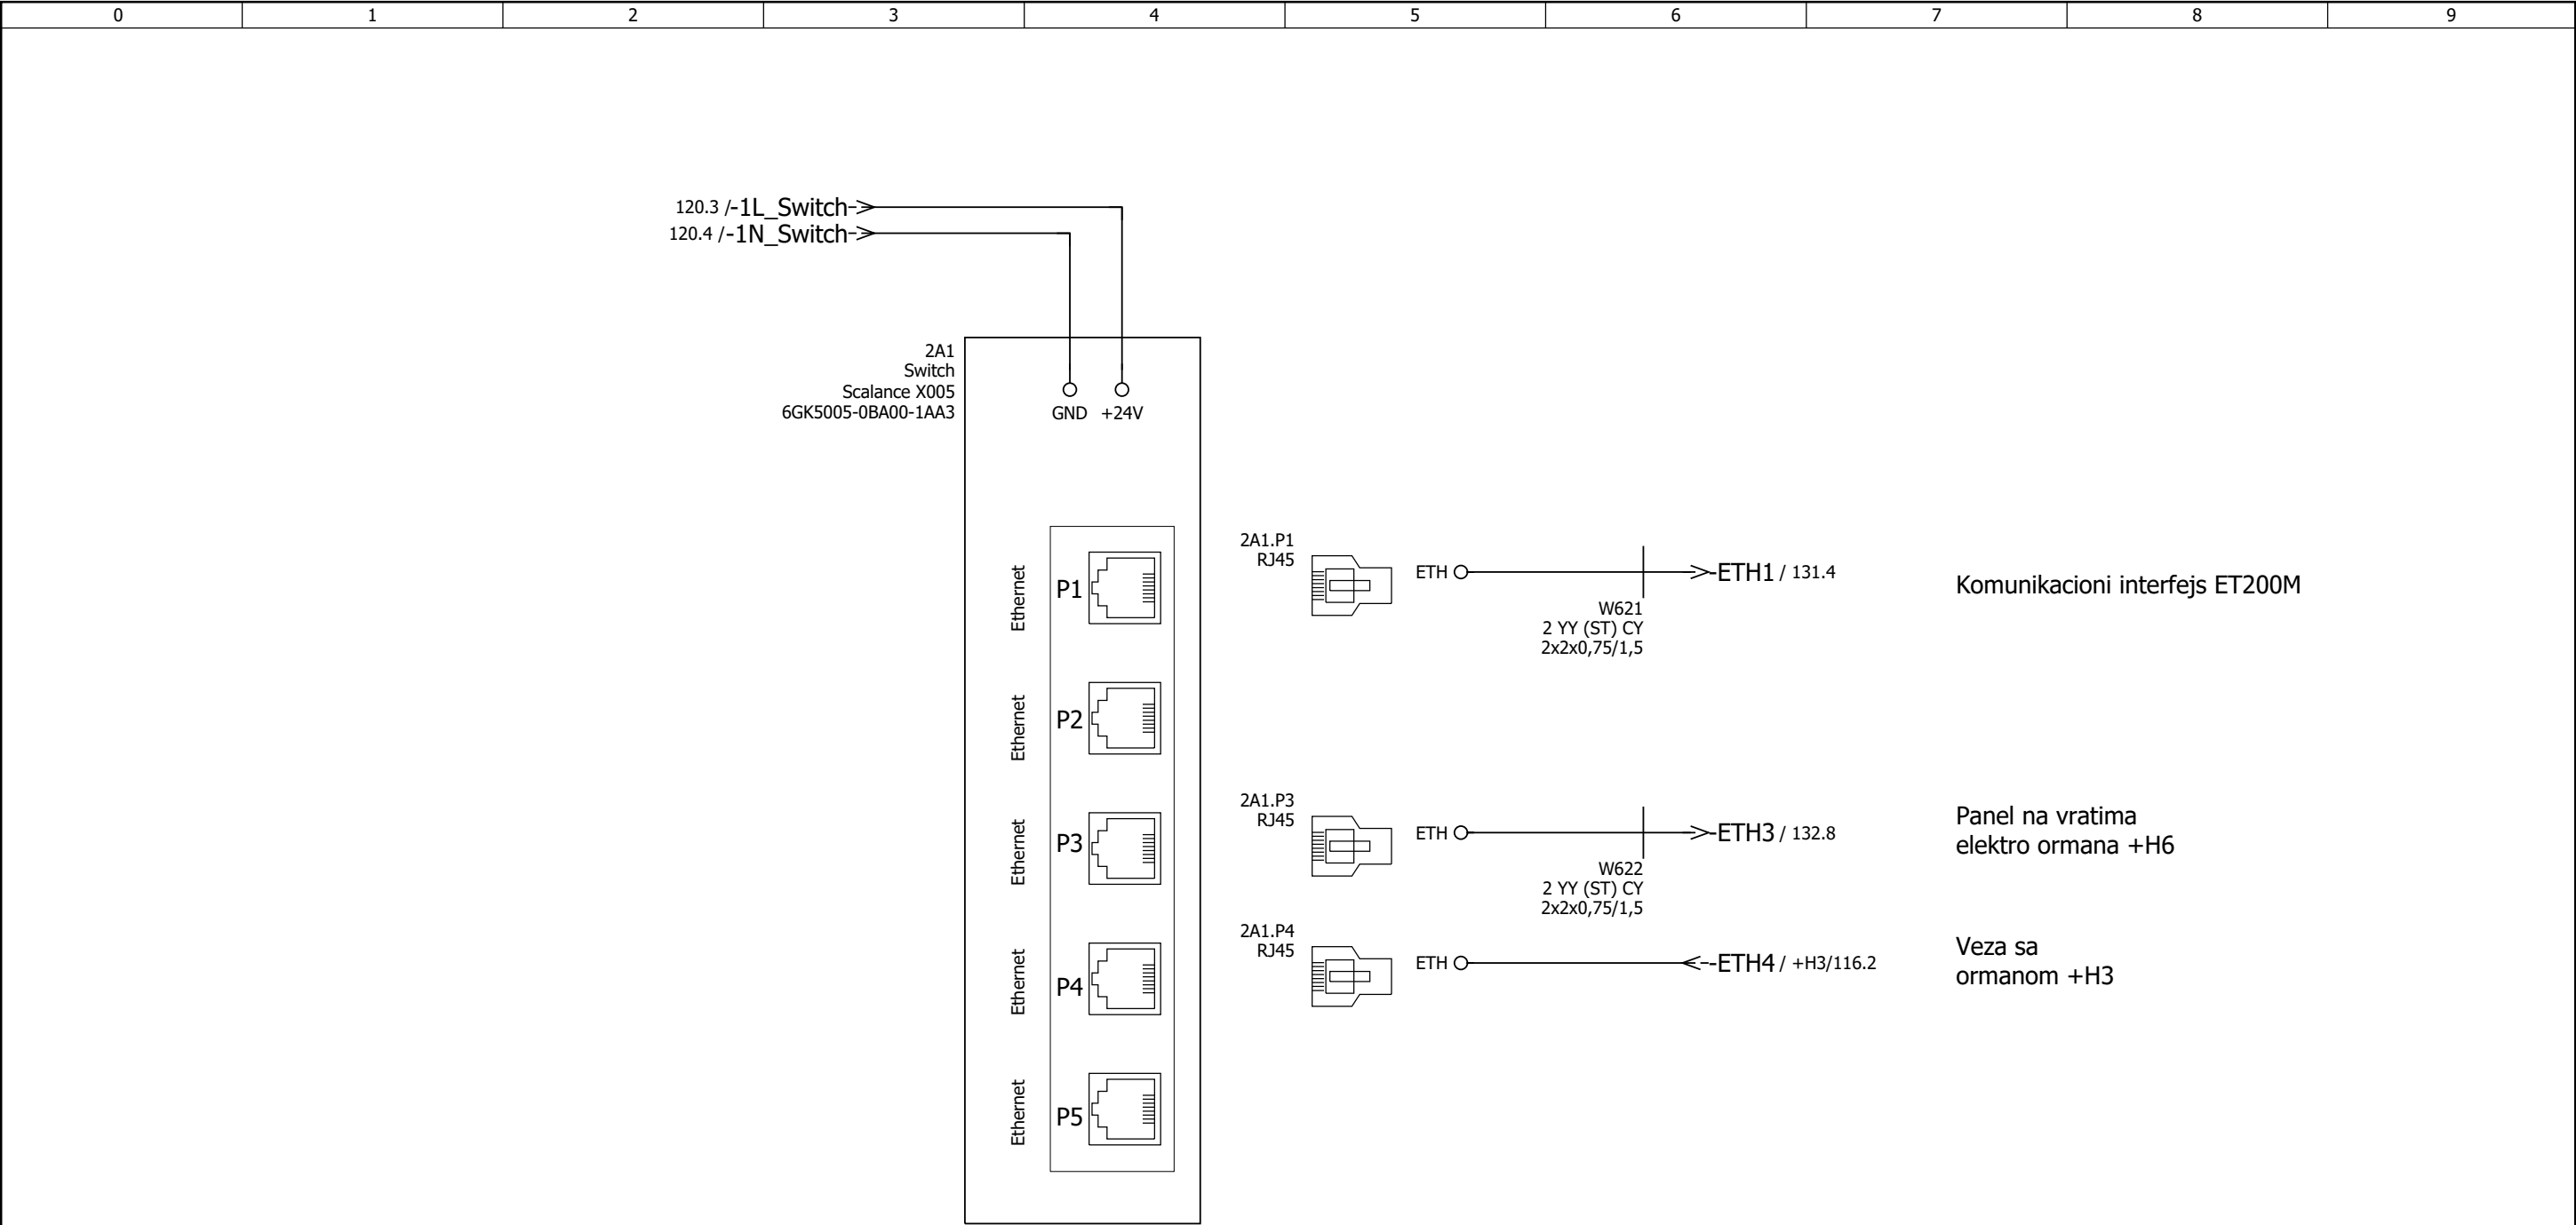 0 1 2 3 4 5 6 7 8 9
120.3 /-1L_Switch
120.4 /-1N_Switch
2A1
Switch
Scalance X005
6GK5005-0BA00-1AA3
GND +24V
Ethernet P1
2A1.P1
RJ45
ETH
-ETH1 / 131.4
W621
2 YY (ST) CY
2x2x0,75/1,5
Komunikacioni interfejs ET200M
Ethernet P2
Ethernet P3
2A1.P3
RJ45
ETH
-ETH3 / 132.8
W622
2 YY (ST) CY
2x2x0,75/1,5
Panel na vratima
elektro ormana +H6
Ethernet P4
2A1.P4
RJ45
ETH
-ETH4 / +H3/116.2
Veza sa
ormanom +H3
Ethernet P5